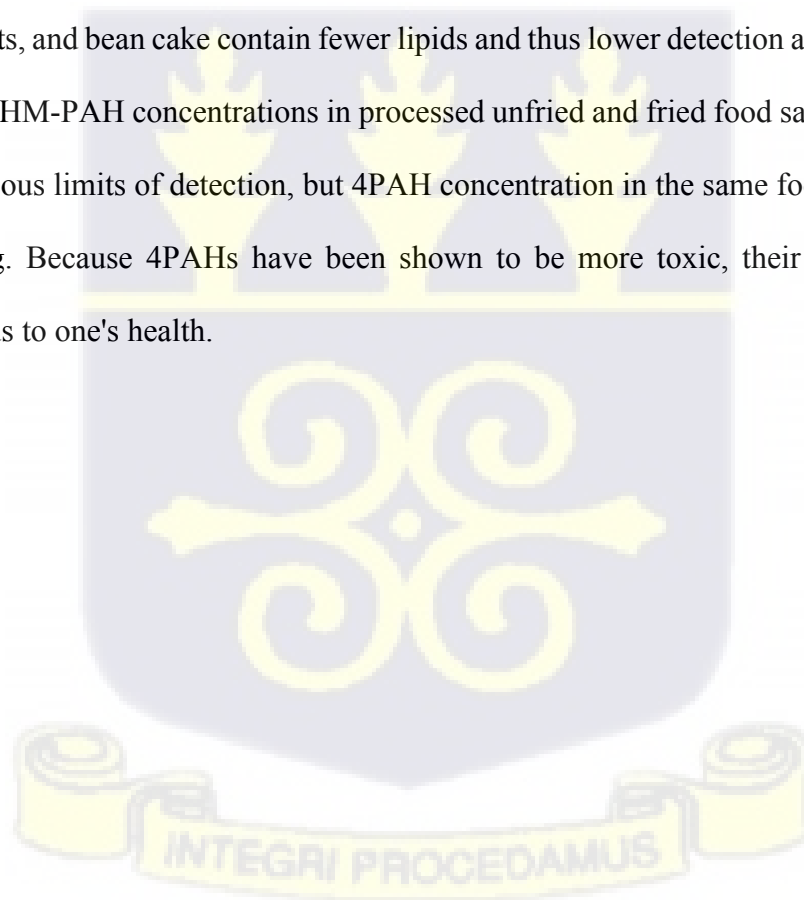 ts, and bean cake contain fewer lipids and thus lower detection a
HM-PAH concentrations in processed unfried and fried food sa
ous limits of detection, but 4PAH concentration in the same fo
g. Because 4PAHs have been shown to be more toxic, their
s to one's health.
INTEGRI PROCEDAMUS